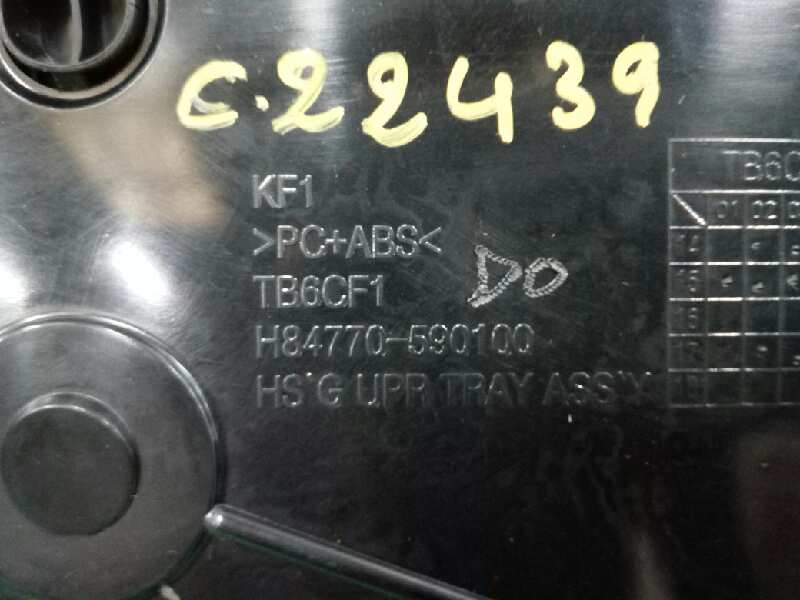 C.22439
KF1
>PC+ABS<
TB6CF1
DO
H84770-590100
HS'G UPR TRAY ASS'Y
TB6C
01 02 0
14
15
16
17
18